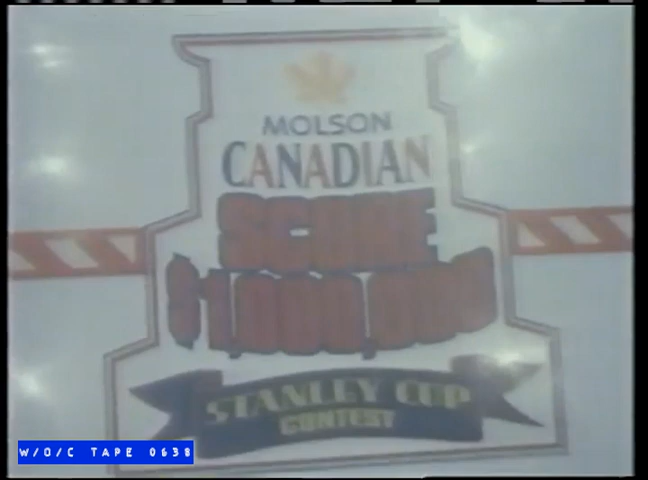 MOLSON
CANADIAN
SCORE
$1,000,000
STANLEY CUP
CONTEST
W/O/C TAPE 0638